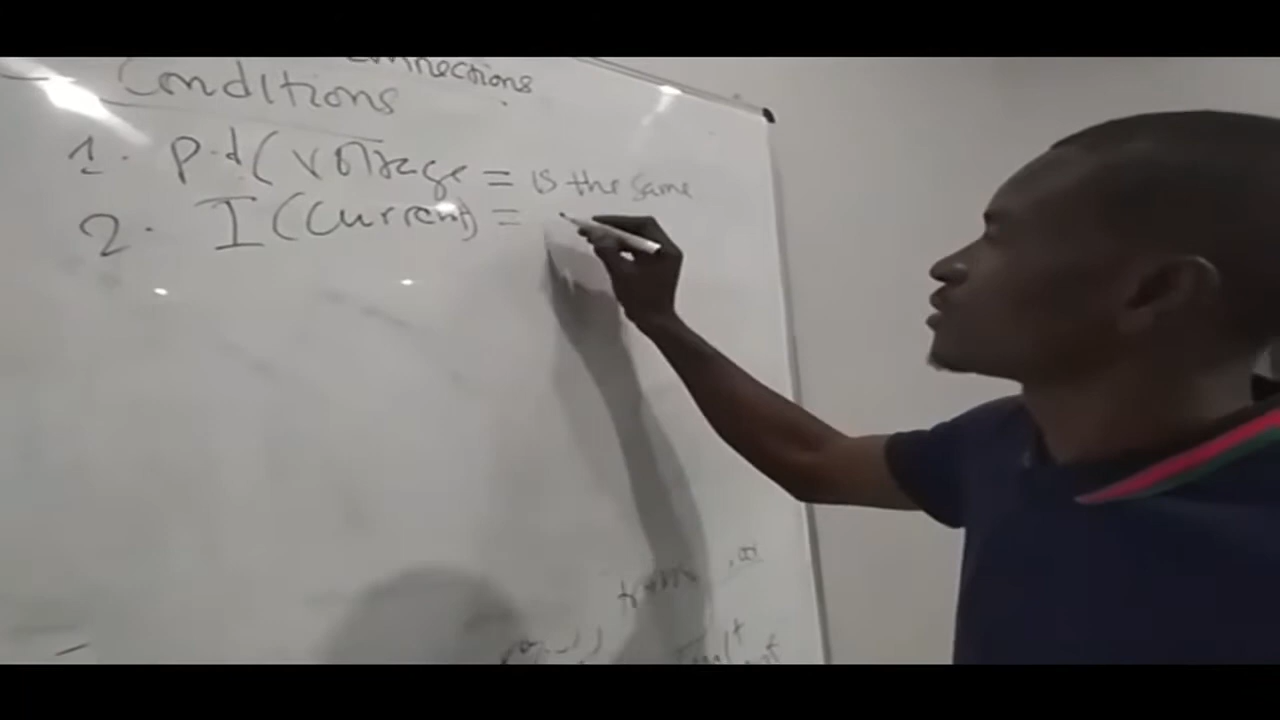 Connections
Conditions
1. P.d(Voltage = is the same
2. I (Current) =